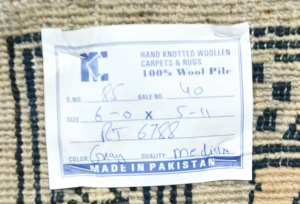 HAND KNOTTED WOOLLEN
CARPETS & RUGS
100% Wool Pile
S.NO 85 BALE NO 40
SIZE 6-0 X 5-11
RT 6788
COLOR Gray QUALITY: Medium
MADE IN PAKISTAN